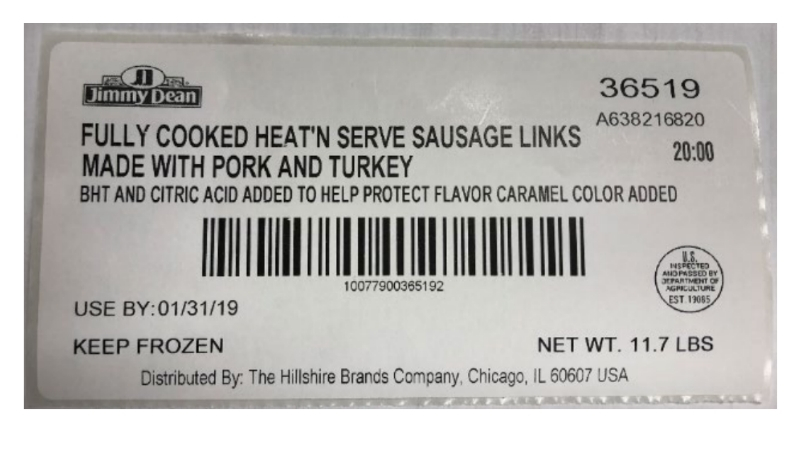 JD
Jimmy Dean
36519
A638216820
20:00
FULLY COOKED HEAT'N SERVE SAUSAGE LINKS
MADE WITH PORK AND TURKEY
BHT AND CITRIC ACID ADDED TO HELP PROTECT FLAVOR CARAMEL COLOR ADDED
10077900365192
U.S.
INSPECTED
AND PASSED BY
DEPARTMENT OF
AGRICULTURE
EST. 19085
USE BY:01/31/19
KEEP FROZEN
NET WT. 11.7 LBS
Distributed By: The Hillshire Brands Company, Chicago, IL 60607 USA